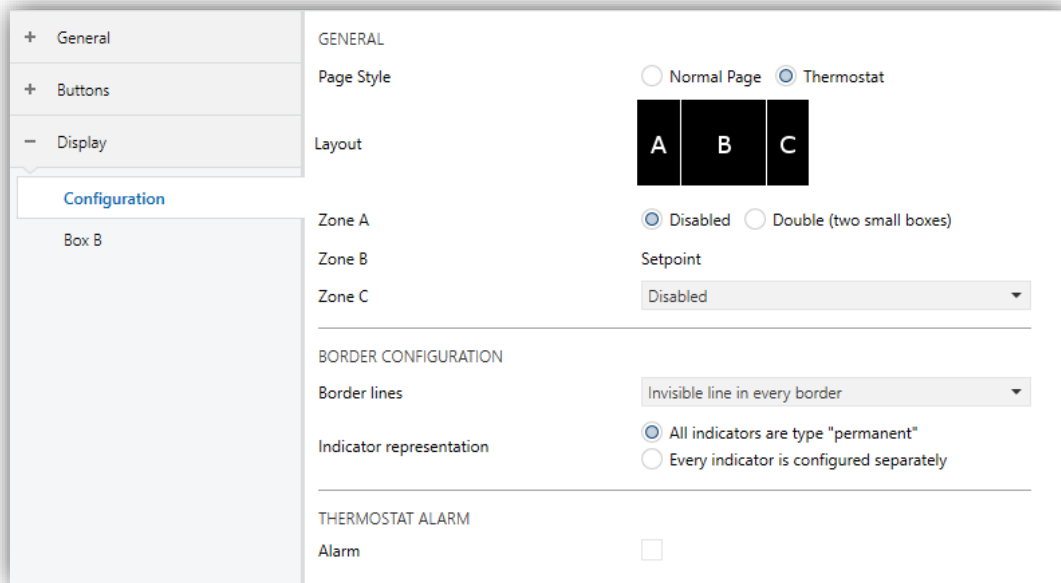 + General
+ Buttons
− Display
Configuration
Box B
GENERAL
Page Style Normal Page Thermostat
Layout A B C
Zone A Disabled Double (two small boxes)
Zone B Setpoint
Zone C Disabled
BORDER CONFIGURATION
Border lines Invisible line in every border
Indicator representation All indicators are type "permanent"
Every indicator is configured separately
THERMOSTAT ALARM
Alarm